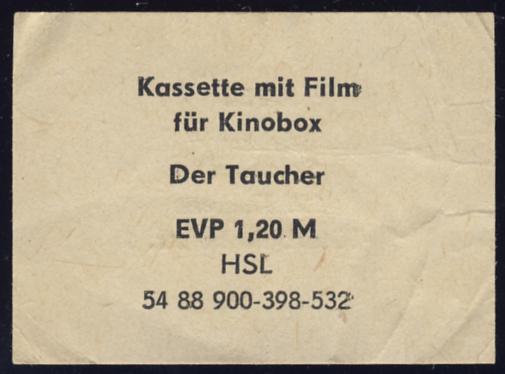 Kassette mit Film
für Kinobox
Der Taucher
EVP 1,20 M
HSL
54 88 900-398-532